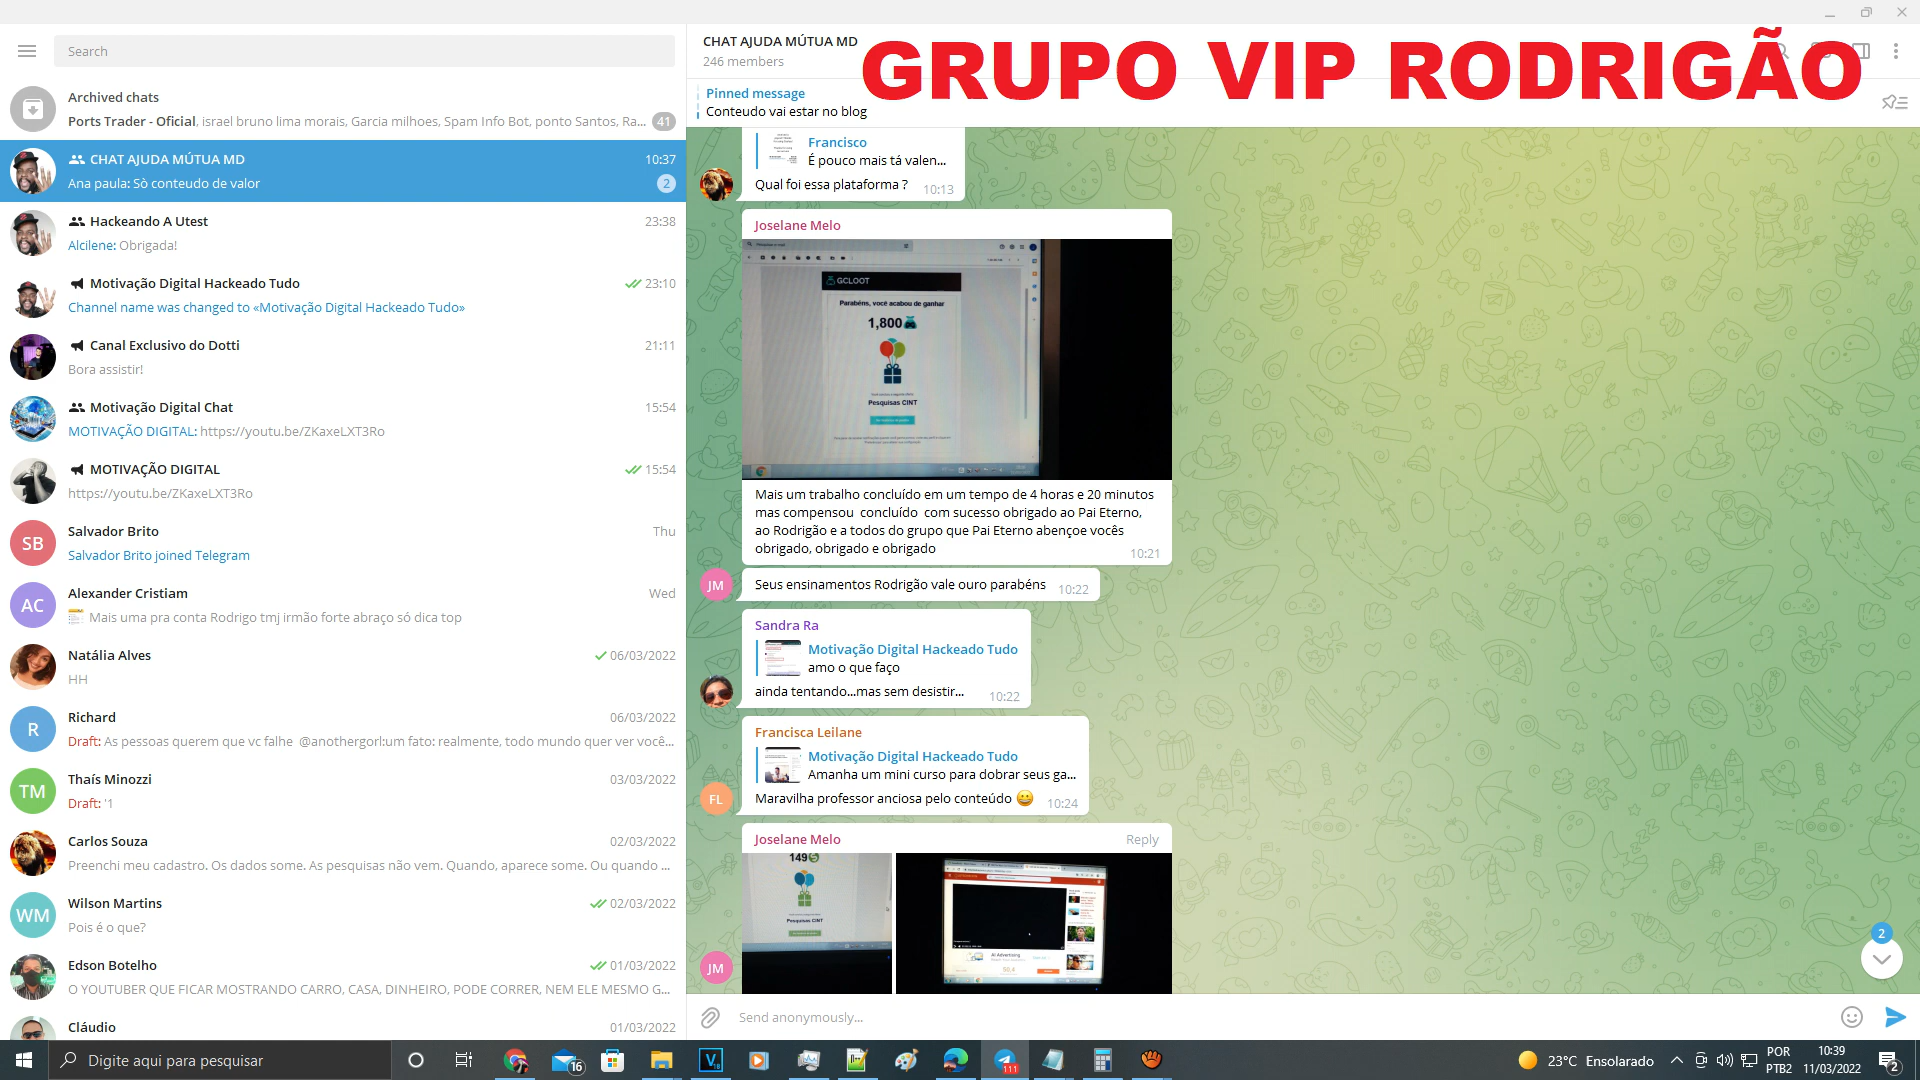 Search
Archived chats
Ports Trader - Oficial, israel bruno lima morais, Garcia milhoes, Spam Info Bot, ponto Santos, Ra...
41
CHAT AJUDA MÚTUA MD
10:37
Ana paula: Sò conteudo de valor
2
Hackeando A Utest
23:38
Alcilene: Obrigada!
Motivação Digital Hackeado Tudo
23:10
Channel name was changed to «Motivação Digital Hackeado Tudo»
Canal Exclusivo do Dotti
21:11
Bora assistir!
Motivação Digital Chat
15:54
MOTIVAÇÃO DIGITAL: https://youtu.be/ZKaxeLXT3Ro
MOTIVAÇÃO DIGITAL
15:54
https://youtu.be/ZKaxeLXT3Ro
SB
Salvador Brito
Thu
Salvador Brito joined Telegram
AC
Alexander Cristiam
Wed
Mais uma pra conta Rodrigo tmj irmão forte abraço só dica top
Natália Alves
06/03/2022
HH
R
Richard
06/03/2022
Draft: As pessoas querem que vc falhe @anothergorl:um fato: realmente, todo mundo quer ver você...
TM
Thaís Minozzi
03/03/2022
Draft: '1
Carlos Souza
02/03/2022
Preenchi meu cadastro. Os dados some. As pesquisas não vem. Quando, aparece some. Ou quando ...
WM
Wilson Martins
02/03/2022
Pois é o que?
Edson Botelho
01/03/2022
O YOUTUBER QUE FICAR MOSTRANDO CARRO, CASA, DINHEIRO, PODE CORRER, NEM ELE MESMO G...
Cláudio
01/03/2022
CHAT AJUDA MÚTUA MD
246 members
GRUPO VIP RODRIGÃO
Pinned message
Conteudo vai estar no blog
Francisco
É pouco mais tá valen...
Qual foi essa plataforma ?
10:13
Joselane Melo
GCLOOT
Parabéns, você acabou de ganhar
1,800
Pesquisas CINT
Mais um trabalho concluído em um tempo de 4 horas e 20 minutos
mas compensou concluído com sucesso obrigado ao Pai Eterno,
ao Rodrigão e a todos do grupo que Pai Eterno abençoe vocês
obrigado, obrigado e obrigado
10:21
JM
Seus ensinamentos Rodrigão vale ouro parabéns
10:22
Sandra Ra
Motivação Digital Hackeado Tudo
amo o que faço
ainda tentando...mas sem desistir...
10:22
Francisca Leilane
Motivação Digital Hackeado Tudo
Amanha um mini curso para dobrar seus ga...
FL
Maravilha professor anciosa pelo conteúdo
10:24
Joselane Melo
Reply
149
Pesquisas CINT
AI Advertising
JM
2
Send anonymously...
Digite aqui para pesquisar
16
111
23°C Ensolarado
POR
PTB2
10:39
11/03/2022
2